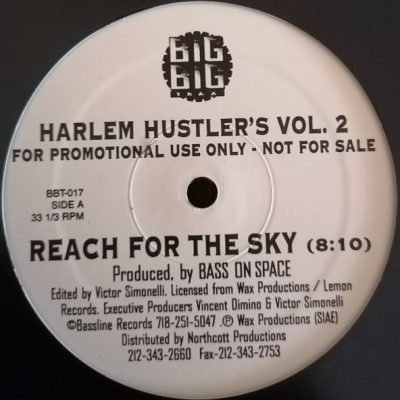 BIG
BIG
TRAX
HARLEM HUSTLER'S VOL. 2
FOR PROMOTIONAL USE ONLY - NOT FOR SALE
BBT-017
SIDE A
33 1/3 RPM
REACH FOR THE SKY (8:10)
Produced, by BASS ON SPACE
Edited by Victor Simonelli. Licensed from Wax Productions / Lemon
Records. Executive Producers Vincent Dimino & Victor Simonelli
©Bassline Records 718-251-5047 .℗ Wax Productions (SIAE)
Distributed by Northcott Productions
212-343-2660 Fax-212-343-2753